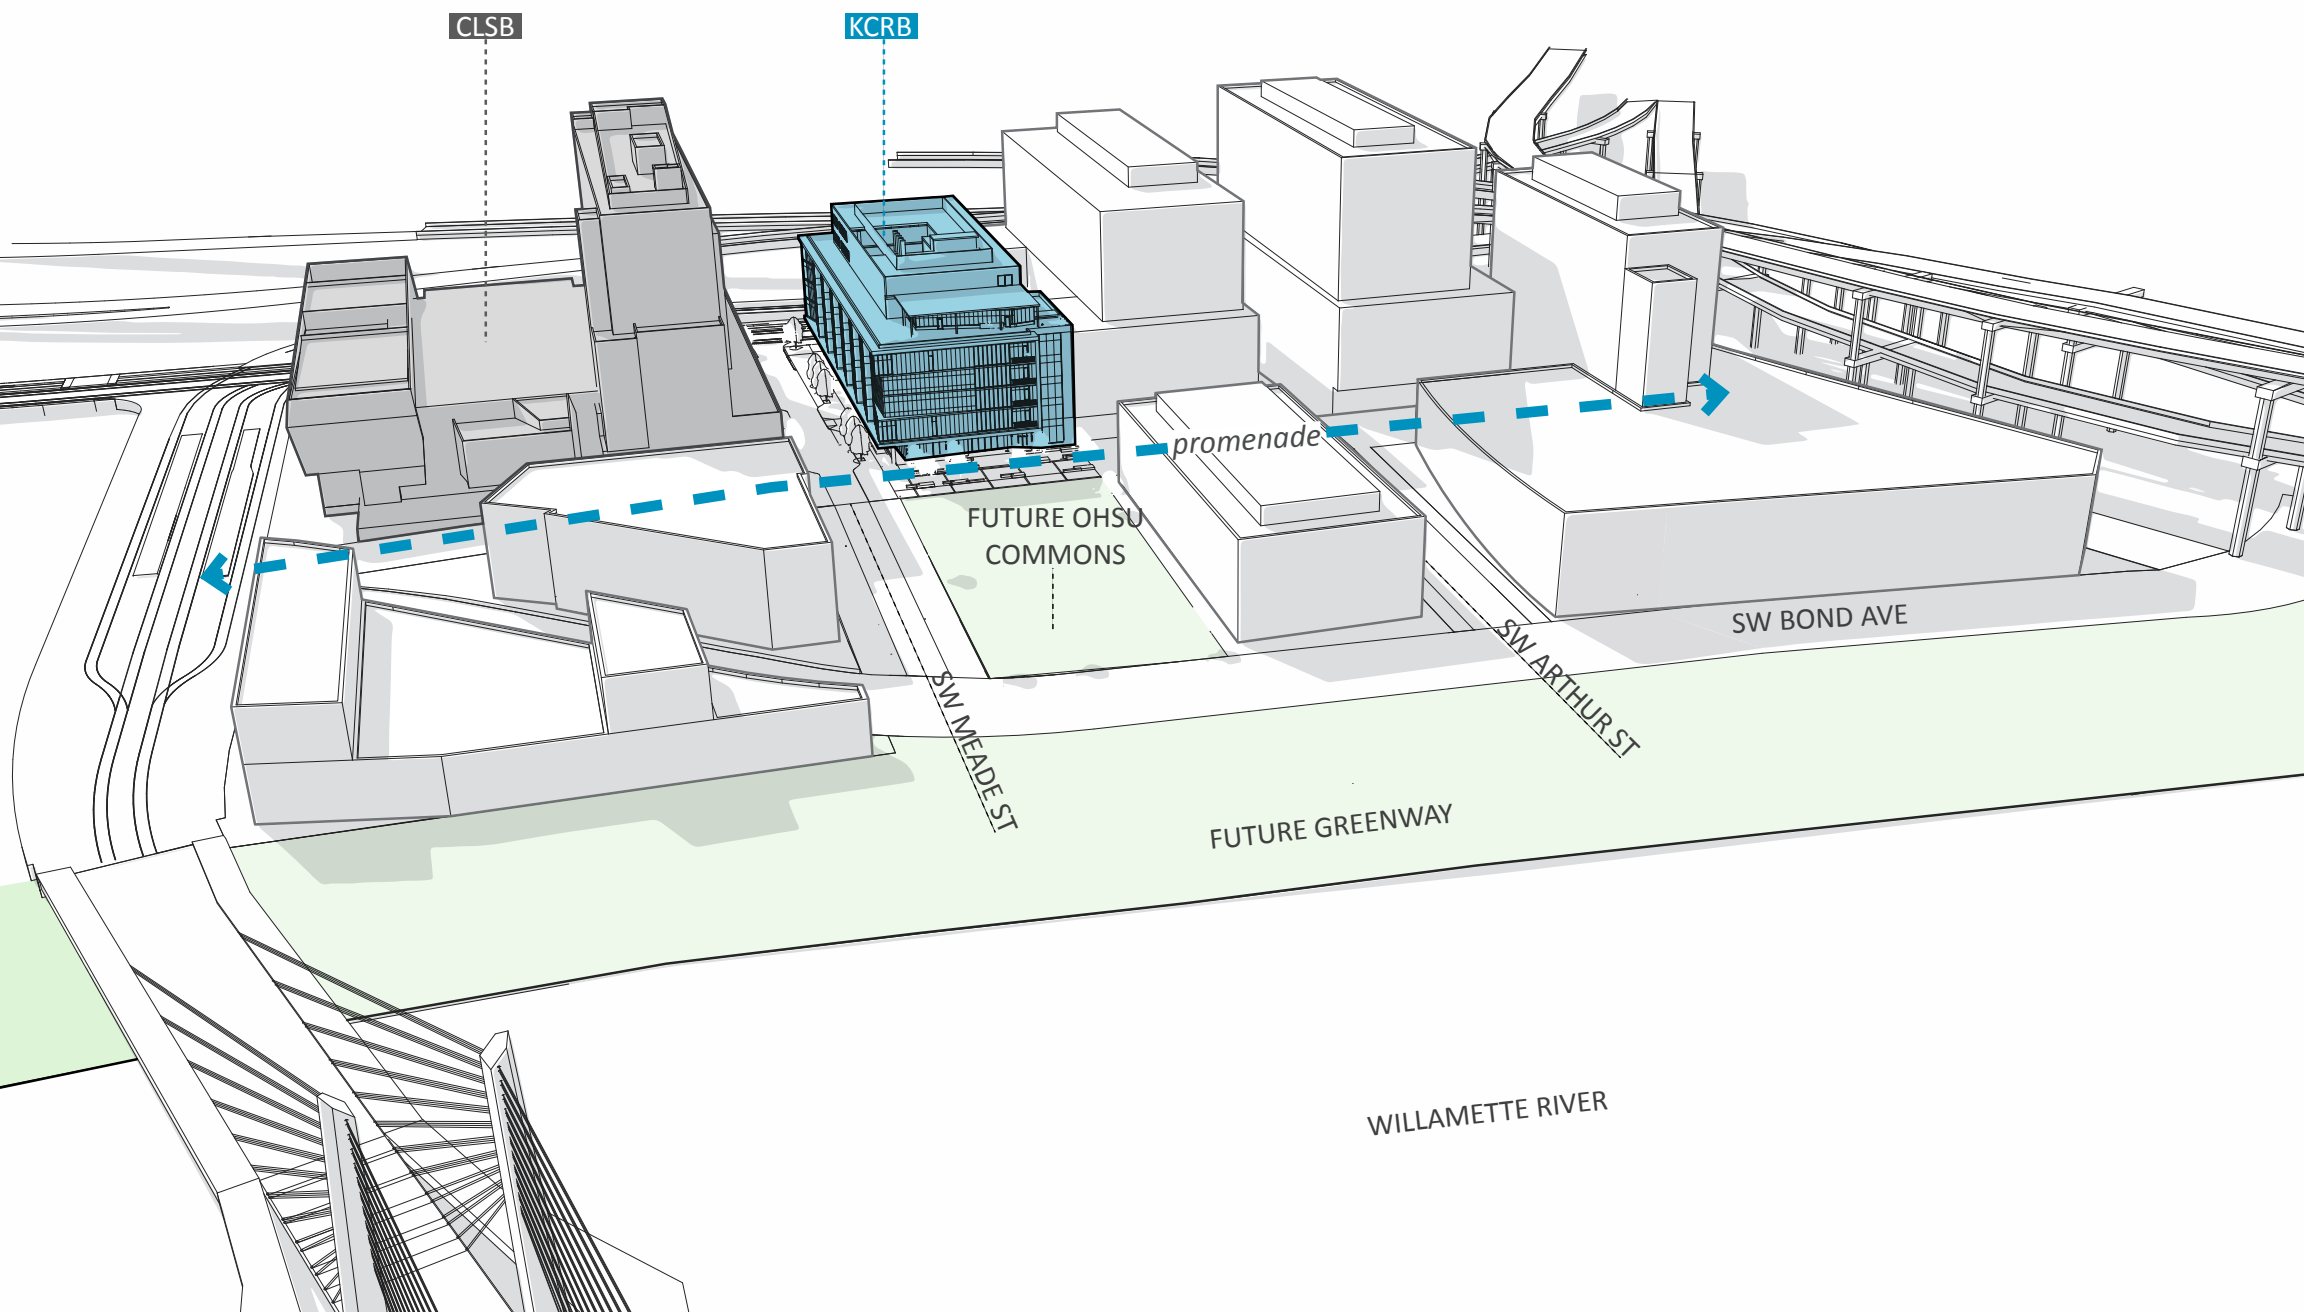 CLSB
KCRB
promenade
FUTURE OHSU
COMMONS
SW BOND AVE
SW ARTHUR ST
SW MEADE ST
FUTURE GREENWAY
WILLAMETTE RIVER